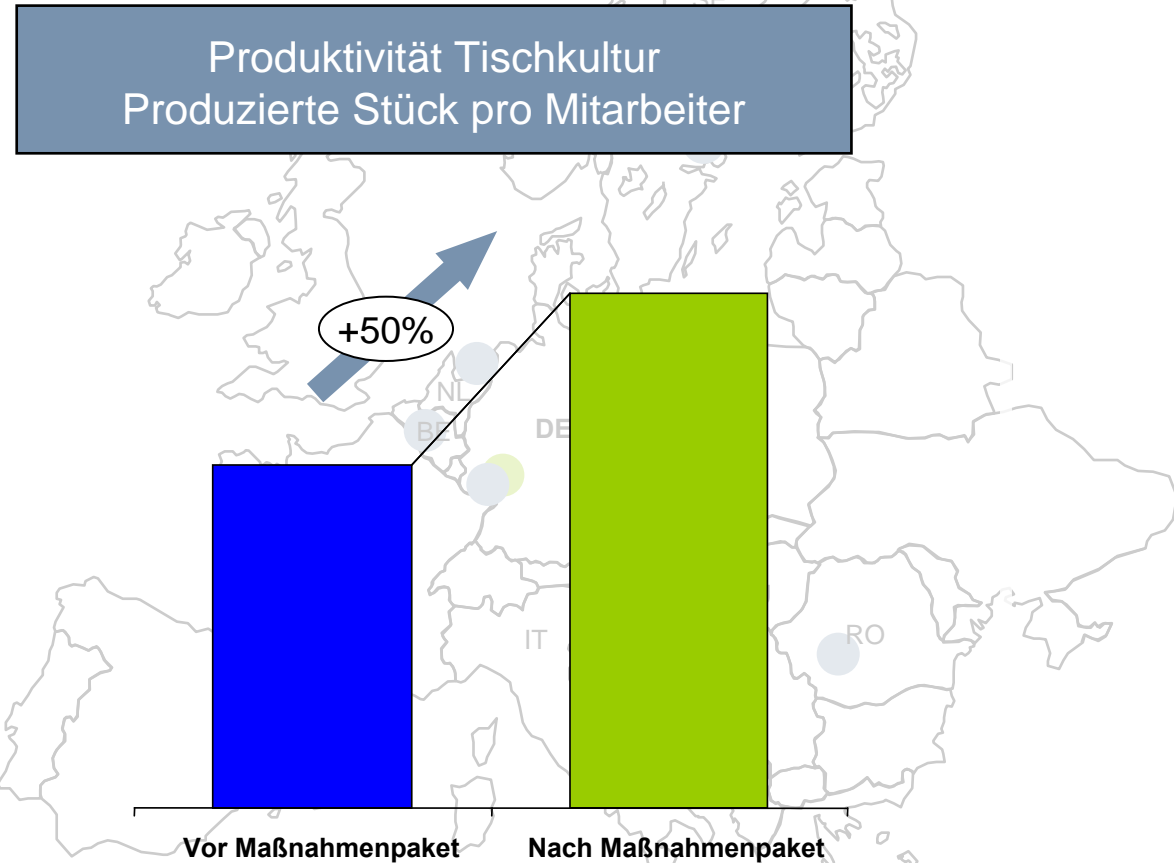 Produktivität Tischkultur
Produzierte Stück pro Mitarbeiter
+50%
NL
BE
DE
IT
RO
Vor Maßnahmenpaket
Nach Maßnahmenpaket